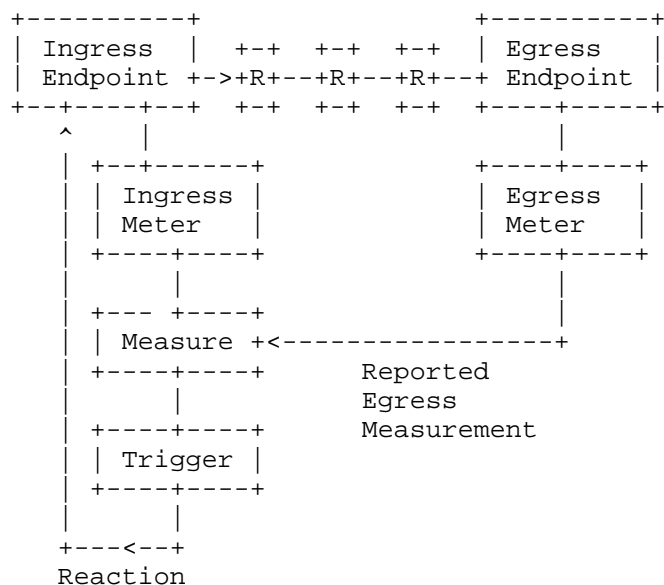 +----------+                           +----------+
|  Ingress  |   +-+   +-+   +-+   |  Egress  |
|  Endpoint +->+R+--+R+--+R+--+ Endpoint |
+--+----+--+   +-+   +-+   +-+   +----+-----+
^    |                                |
|  +--+------+                  +----+----+
|  |  Ingress  |                  |  Egress  |
|  |  Meter    |                  |  Meter   |
|  +----+----+                  +----+----+
|       |                              |
|  +--- +----+                       |
|  |  Measure  +<-----------------+
|  +----+----+          Reported
|       |                  Egress
|  +----+----+          Measurement
|  |  Trigger  |
|  +----+----+
|       |
+---<--+
Reaction